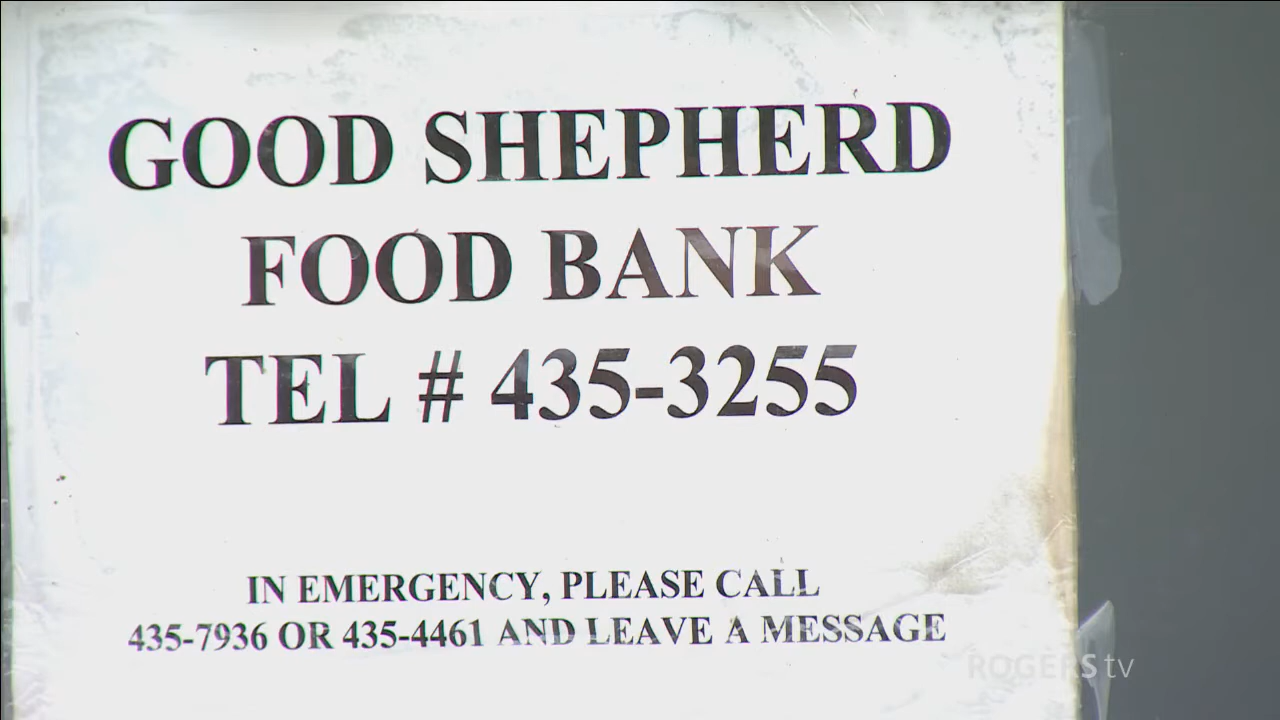 GOOD SHEPHERD
FOOD BANK
TEL # 435-3255
IN EMERGENCY, PLEASE CALL
435-7936 OR 435-4461 AND LEAVE A MESSAGE
ROGERS tv